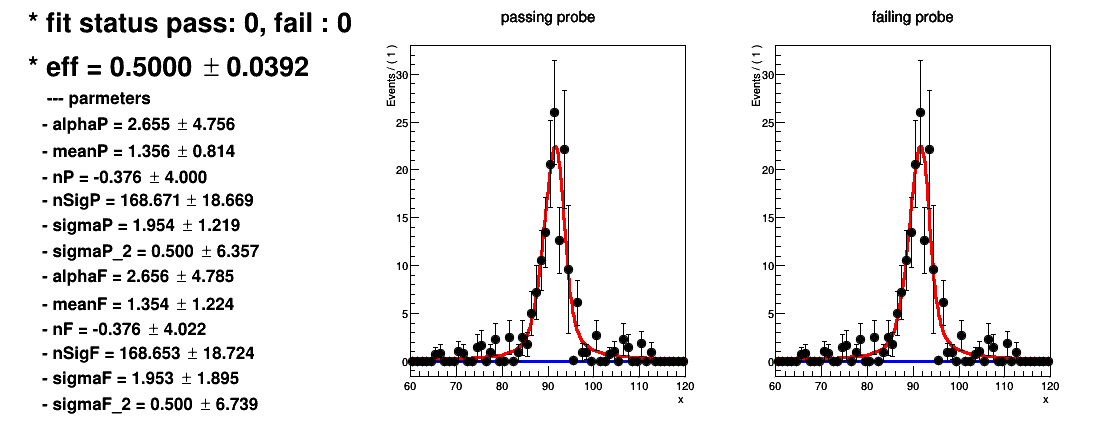 * fit status pass: 0, fail : 0
* eff = 0.5000 ± 0.0392
--- parmeters
- alphaP = 2.655 ± 4.756
- meanP = 1.356 ± 0.814
- nP = -0.376 ± 4.000
- nSigP = 168.671 ± 18.669
- sigmaP = 1.954 ± 1.219
- sigmaP_2 = 0.500 ± 6.357
- alphaF = 2.656 ± 4.785
- meanF = 1.354 ± 1.224
- nF = -0.376 ± 4.022
- nSigF = 168.653 ± 18.724
- sigmaF = 1.953 ± 1.895
- sigmaF_2 = 0.500 ± 6.739
passing probe
Events / ( 1 )
30
25
20
15
10
5
0
60 70 80 90 100 110 120
x
failing probe
Events / ( 1 )
30
25
20
15
10
5
0
60 70 80 90 100 110 120
x